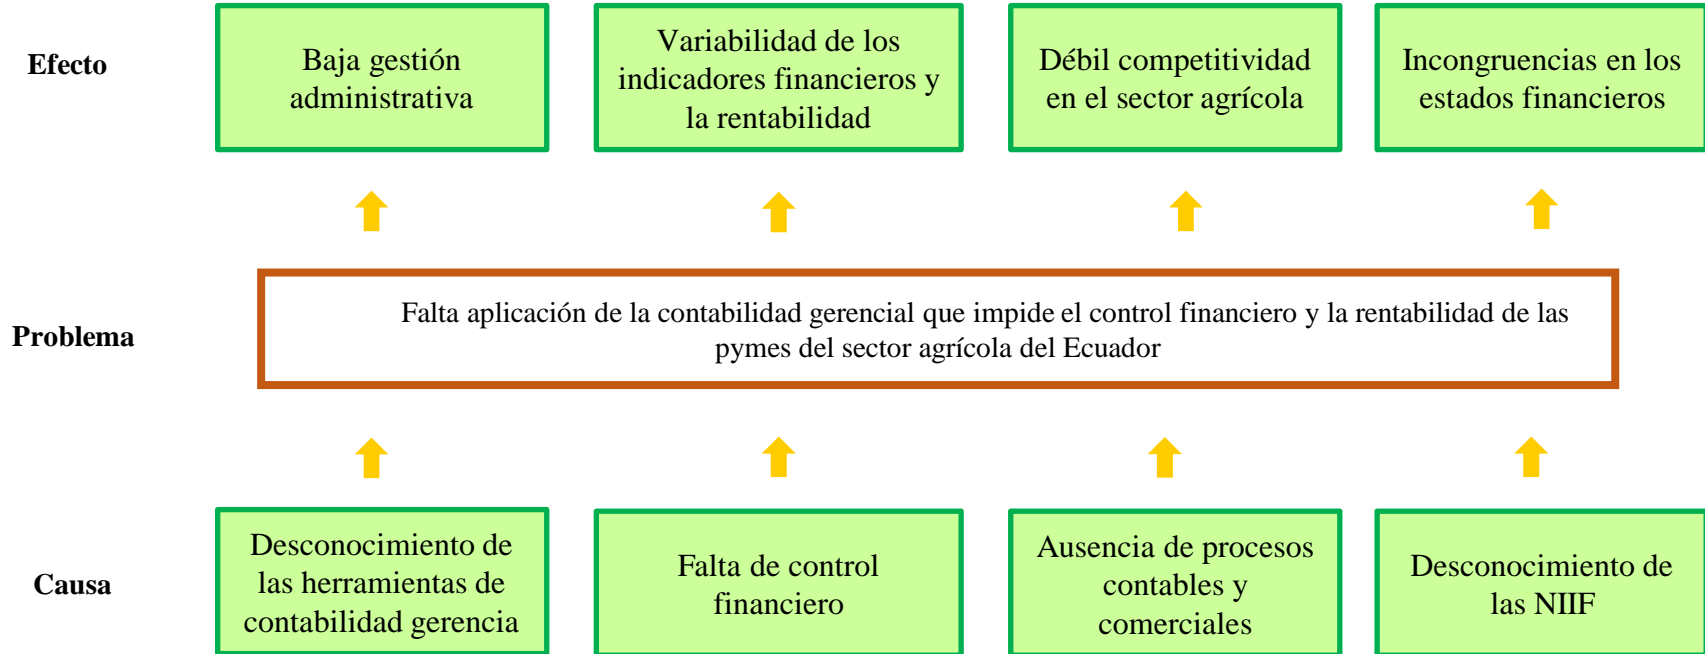 Efecto
Baja gestión
administrativa
Variabilidad de los
indicadores financieros y
la rentabilidad
Débil competitividad
en el sector agrícola
Incongruencias en los
estados financieros
Problema
Falta aplicación de la contabilidad gerencial que impide el control financiero y la rentabilidad de las
pymes del sector agrícola del Ecuador
Causa
Desconocimiento de
las herramientas de
contabilidad gerencia
Falta de control
financiero
Ausencia de procesos
contables y
comerciales
Desconocimiento de
las NIIF